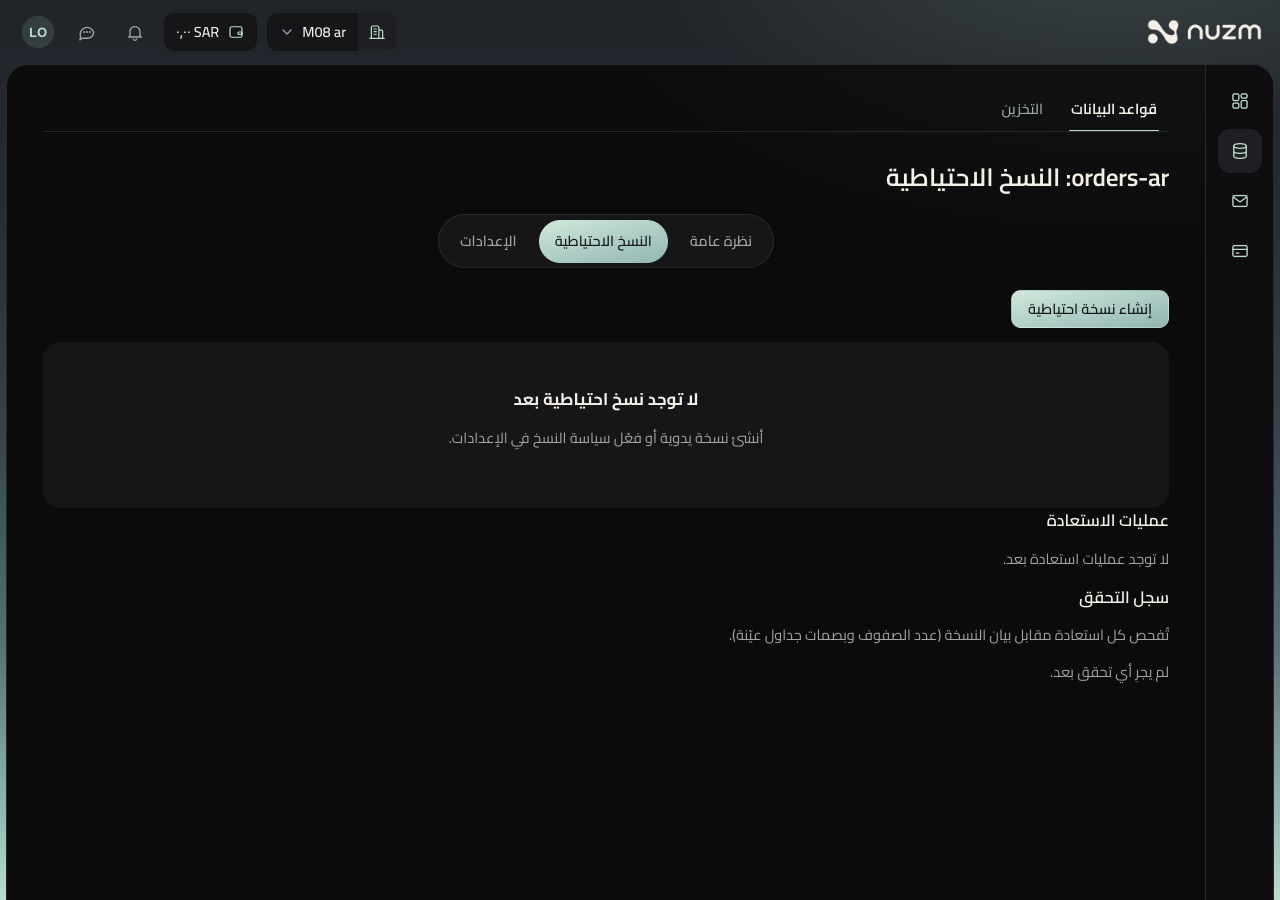 nuzm
M08 ar
٠٫٠٠ SAR
LO
قواعد البيانات
التخزين
orders-ar: النسخ الاحتياطية
نظرة عامة
النسخ الاحتياطية
الإعدادات
إنشاء نسخة احتياطية
لا توجد نسخ احتياطية بعد
أنشئ نسخة يدوية أو فعّل سياسة النسخ في الإعدادات.
عمليات الاستعادة
لا توجد عمليات استعادة بعد.
سجل التحقق
تُفحص كل استعادة مقابل بيان النسخة (عدد الصفوف وبصمات جداول عيّنة).
لم يجرِ أي تحقق بعد.